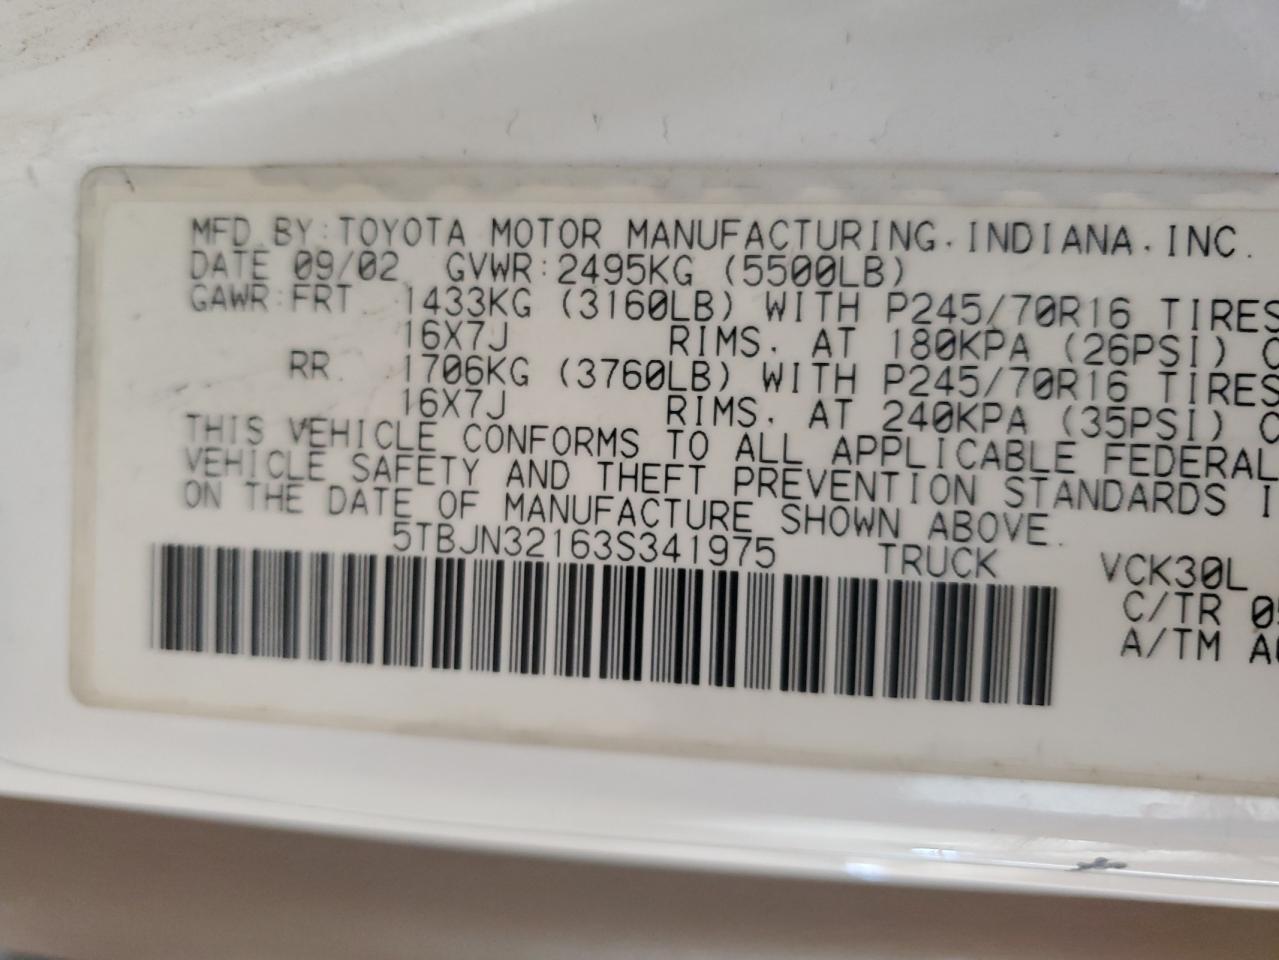 MFD. BY: TOYOTA MOTOR MANUFACTURING, INDIANA, INC.
DATE 09/02 GVWR: 2495KG (5500LB)
GAWR: FRT 1433KG (3160LB) WITH P245/70R16 TIRES
16X7J RIMS, AT 180KPA (26PSI) C
RR 1706KG (3760LB) WITH P245/70R16 TIRES
16X7J RIMS, AT 240KPA (35PSI) C
THIS VEHICLE CONFORMS TO ALL APPLICABLE FEDERAL
VEHICLE SAFETY AND THEFT PREVENTION STANDARDS I
ON THE DATE OF MANUFACTURE SHOWN ABOVE.
5TBJN32163S341975 TRUCK VCK30L
C/TR
A/TM